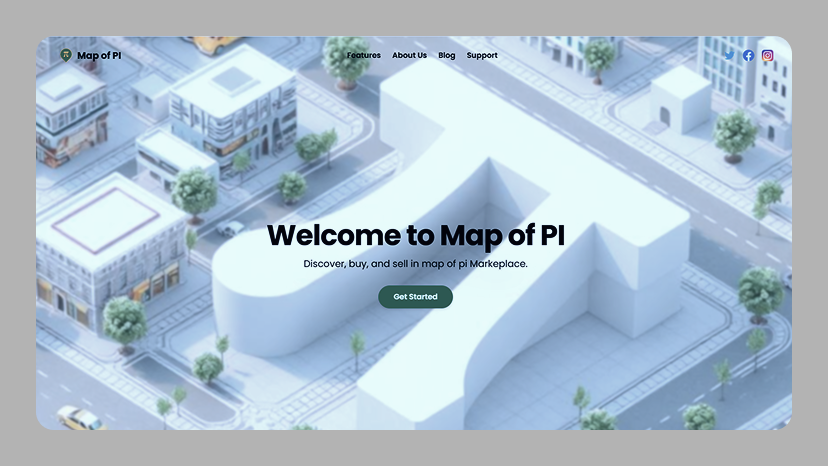 Map of PI
Features About Us Blog Support
Welcome to Map of PI
Discover, buy, and sell in map of pi Markeplace.
Get Started